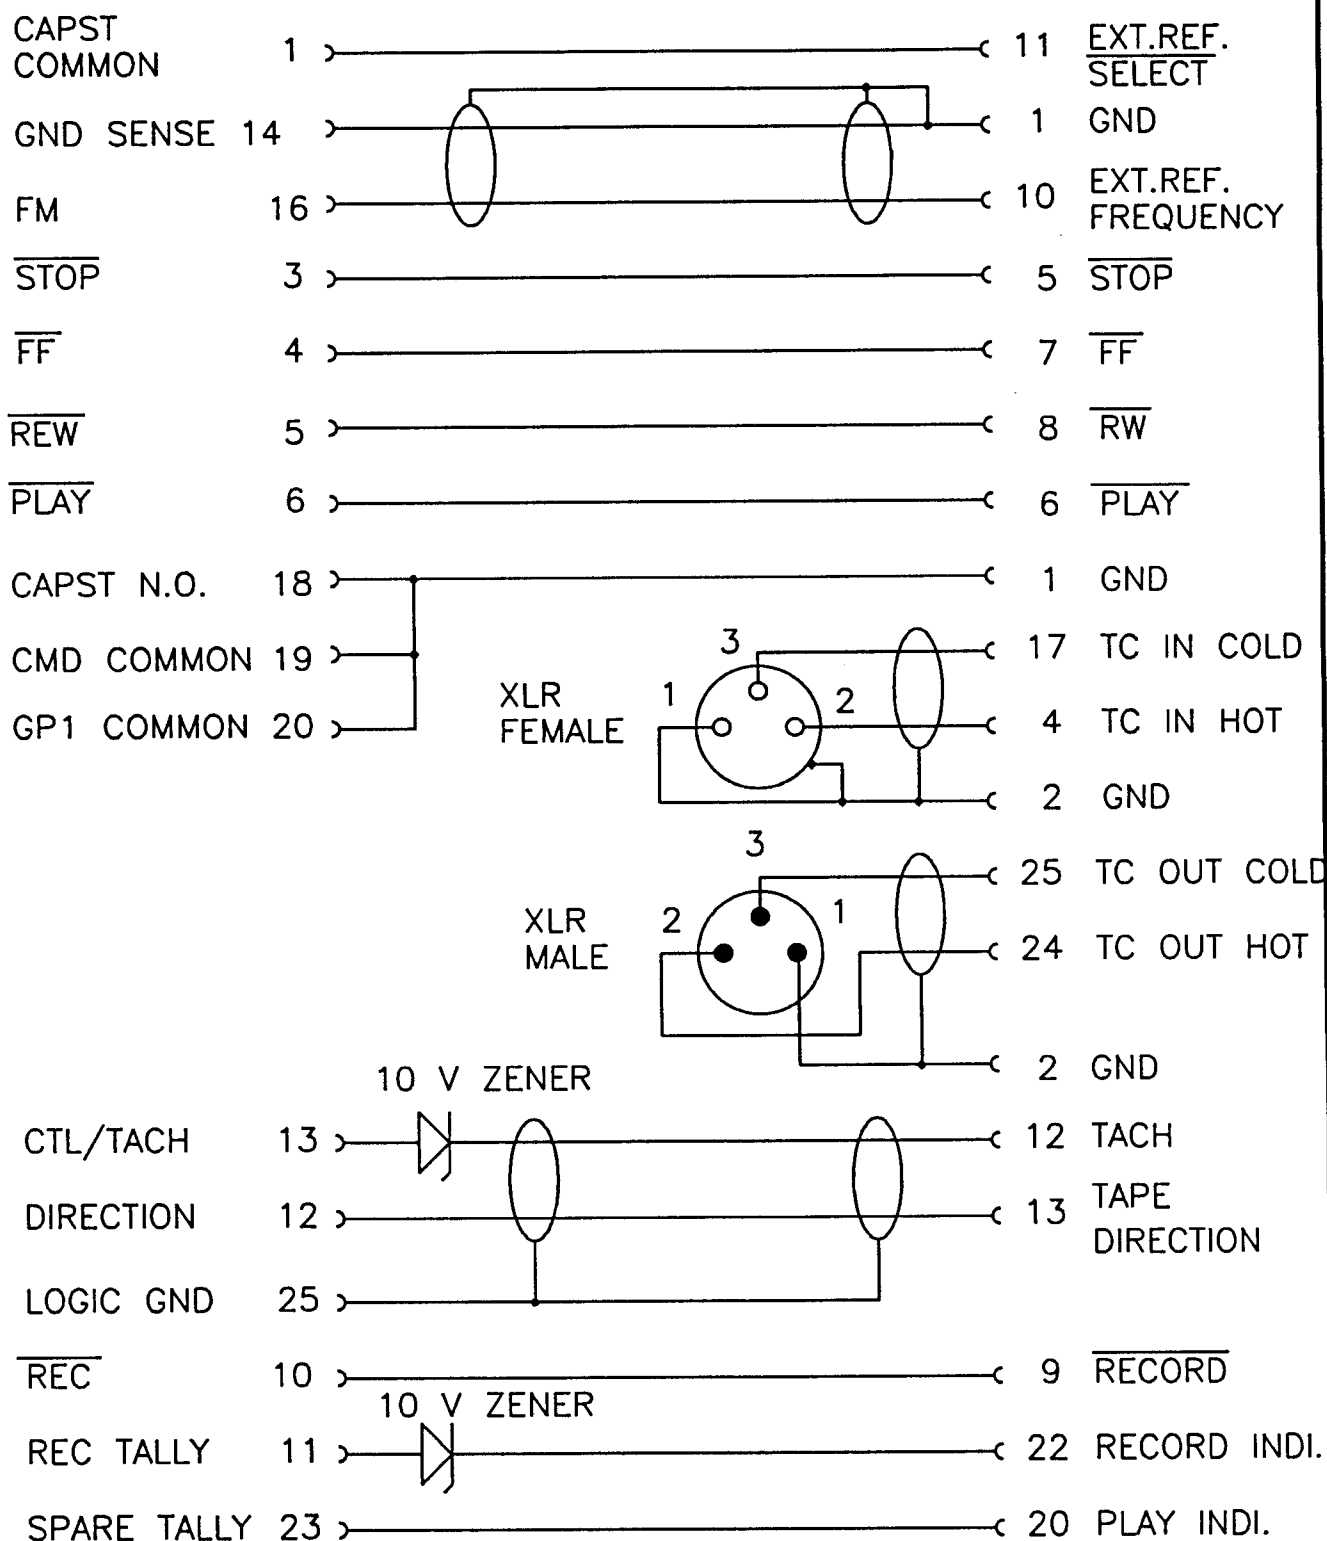 CAPST
COMMON 1 11 EXT.REF.
SELECT
GND SENSE 14 1 GND
FM 16 10 EXT.REF.
FREQUENCY
STOP 3 5 STOP
FF 4 7 FF
REW 5 8 RW
PLAY 6 6 PLAY
CAPST N.O. 18 1 GND
CMD COMMON 19
GP1 COMMON 20
XLR
FEMALE
3
1
2
17 TC IN COLD
4 TC IN HOT
2 GND
XLR
MALE
3
2
1
25 TC OUT COLD
24 TC OUT HOT
2 GND
10 V ZENER
CTL/TACH 13 12 TACH
DIRECTION 12 13 TAPE
DIRECTION
LOGIC GND 25
REC 10 9 RECORD
10 V ZENER
REC TALLY 11 22 RECORD INDI.
SPARE TALLY 23 20 PLAY INDI.